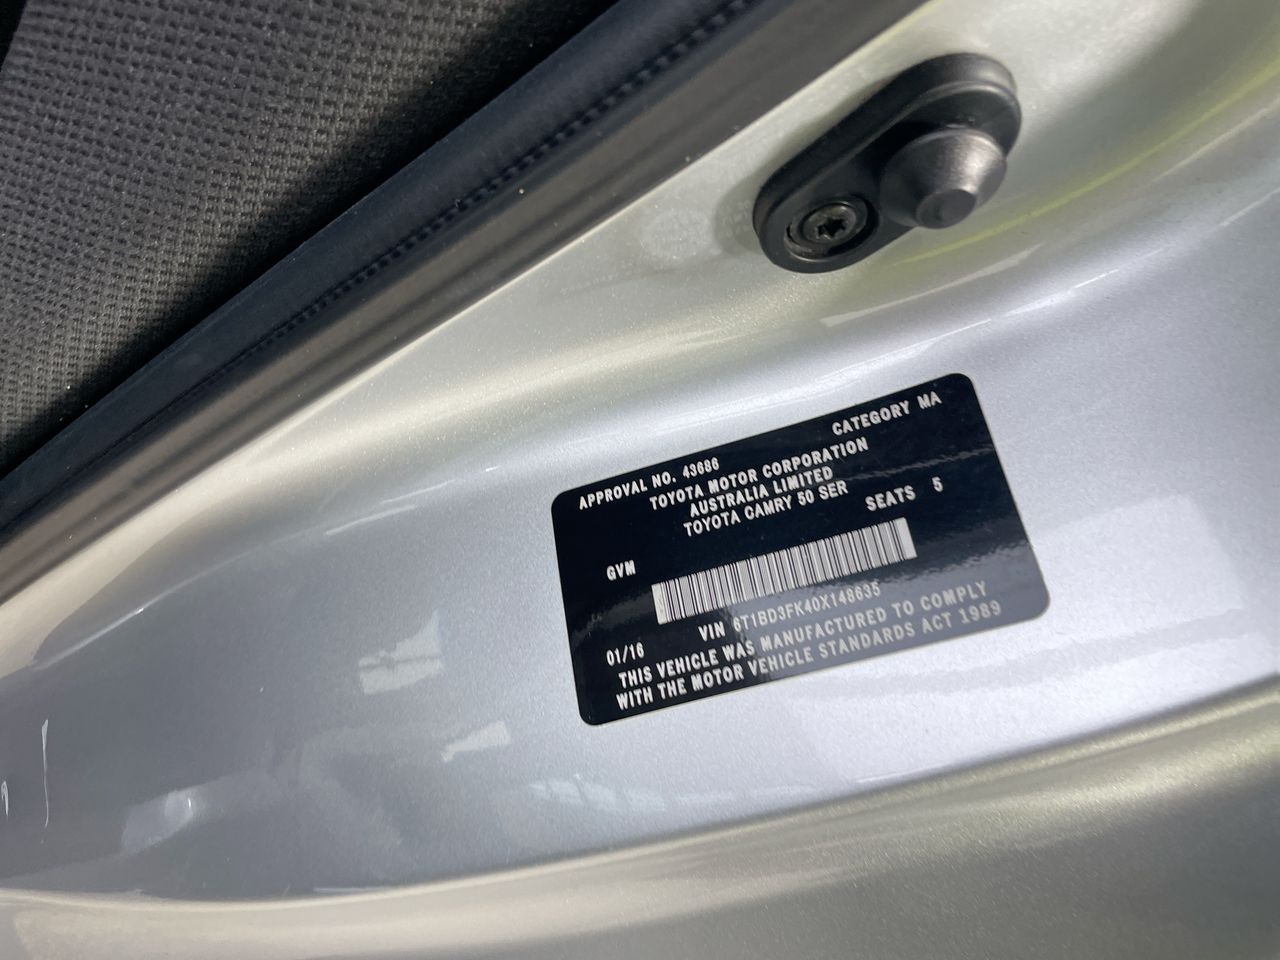 APPROVAL NO. 43686 CATEGORY MA
TOYOTA MOTOR CORPORATION
AUSTRALIA LIMITED
TOYOTA CAMRY 50 SER
GVM SEATS 5
01/16 VIN 6T1BD3FK40X148635
THIS VEHICLE WAS MANUFACTURED TO COMPLY
WITH THE MOTOR VEHICLE STANDARDS ACT 1989